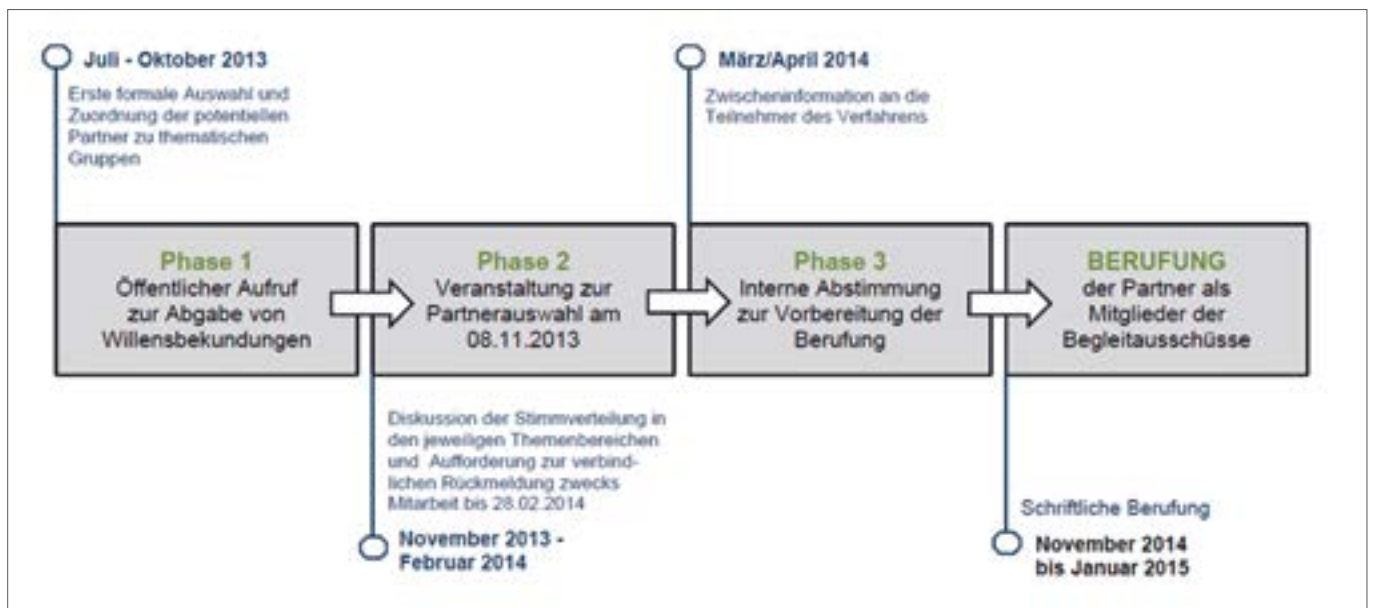 Juli - Oktober 2013
Erste formale Auswahl und
Zuordnung der potentiellen
Partner zu thematischen
Gruppen
März/April 2014
Zwischeninformation an die
Teilnehmer des Verfahrens
Phase 1
Öffentlicher Aufruf
zur Abgabe von
Willensbekundungen
Phase 2
Veranstaltung zur
Partnerauswahl am
08.11.2013
Phase 3
Interne Abstimmung
zur Vorbereitung der
Berufung
BERUFUNG
der Partner als
Mitglieder der
Begleitausschüsse
Diskussion der Stimmverteilung in
den jeweiligen Themenbereichen
und Aufforderung zur verbind-
lichen Rückmeldung zwecks
Mitarbeit bis 28.02.2014
November 2013 -
Februar 2014
Schriftliche Berufung
November 2014
bis Januar 2015